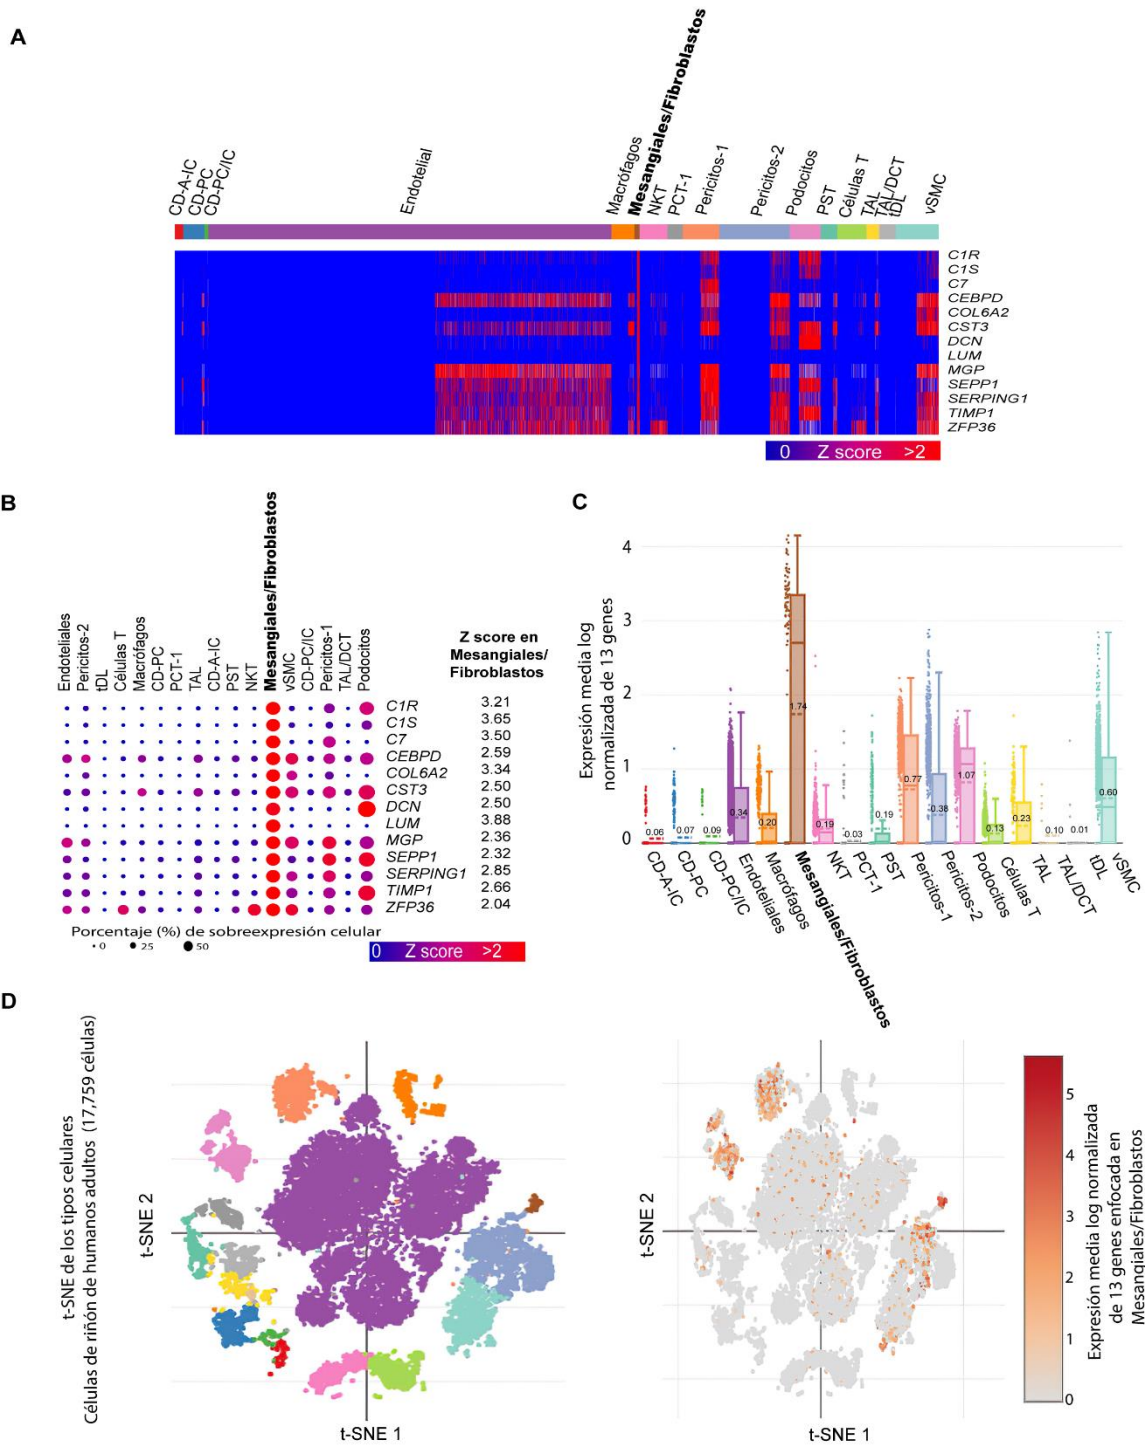 A
CD-A-IC
CD-PC
CD-PC/IC
Endotelial
Macrófagos
Mesangiales/Fibroblastos
NKT
PCT-1
Pericitos-1
Pericitos-2
Podocitos
PST
Células T
TAL
TAL/DCT
tDL
vSMC
C1R
C1S
C7
CEBPD
COL6A2
CST3
DCN
LUM
MGP
SEPP1
SERPING1
TIMP1
ZFP36
0 Z score >2
B
Endoteliales
Pericitos-2
tDL
Células T
Macrófagos
CD-PC
PCT-1
TAL
CD-A-IC
PST
NKT
Mesangiales/Fibroblastos
vSMC
CD-PC/IC
Pericitos-1
TAL/DCT
Podocitos
Z score en
Mesangiales/
Fibroblastos
C1R 3.21
C1S 3.65
C7 3.50
CEBPD 2.59
COL6A2 3.34
CST3 2.50
DCN 2.50
LUM 3.88
MGP 2.36
SEPP1 2.32
SERPING1 2.85
TIMP1 2.66
ZFP36 2.04
Porcentaje (%) de sobreexpresión celular
0 25 50
0 Z score >2
C
Expresión media log
normalizada de 13 genes
4
3
2
1
0
0.06
0.07
0.09
0.34
0.20
1.74
0.19
0.03
0.19
0.77
0.38
1.07
0.13
0.23
0.10
0.01
0.60
CD-A-IC
CD-PC
CD-PC/IC
Endoteliales
Macrófagos
Mesangiales/Fibroblastos
NKT
PCT-1
PST
Pericitos-1
Pericitos-2
Podocitos
Células T
TAL
TAL/DCT
tDL
vSMC
D
t-SNE de los tipos celulares
Células de riñón de humanos adultos (17,759 células)
t-SNE 2
t-SNE 1
t-SNE 2
t-SNE 1
5
4
3
2
1
0
Expresión media log normalizada
de 13 genes enfocada en
Mesanqiales/Fibroblastos